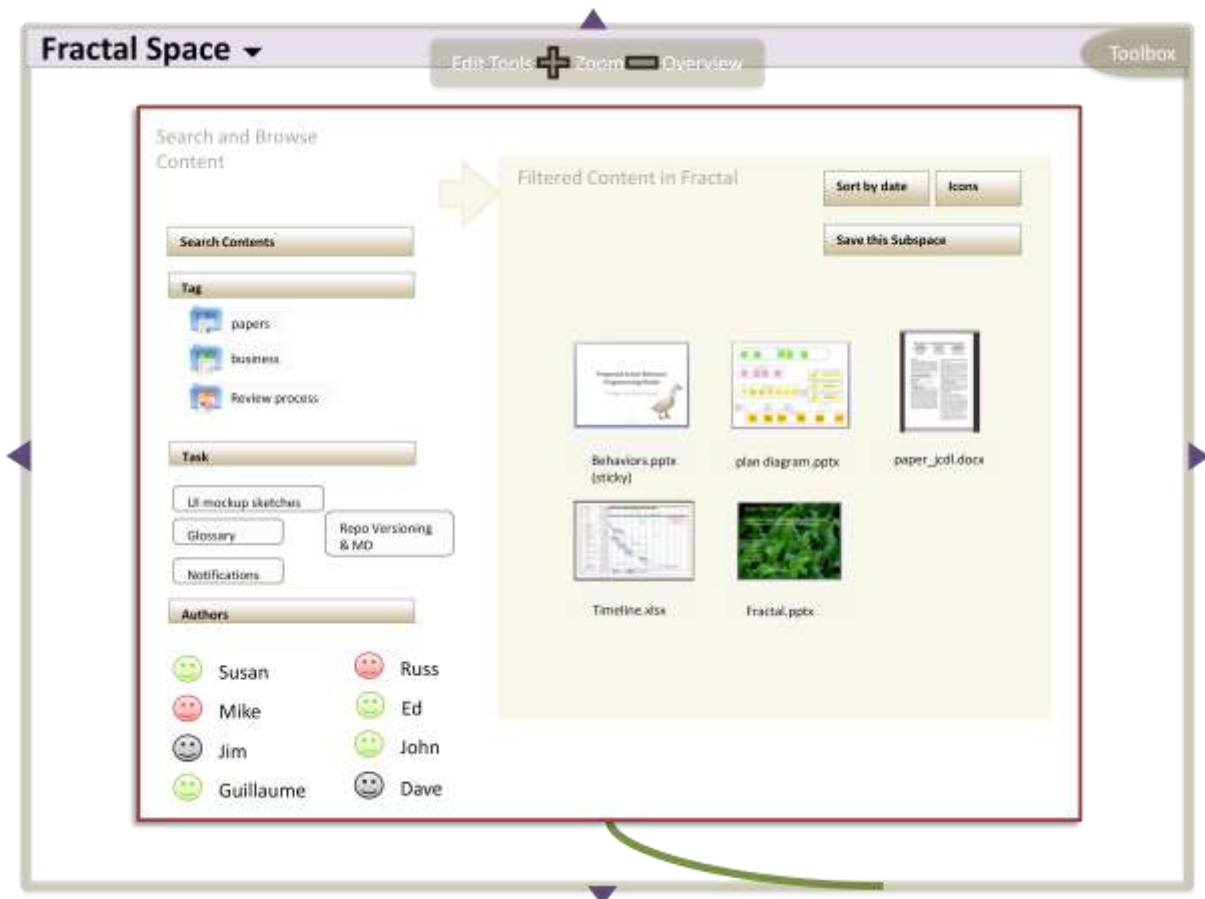 Fractal Space
Edit Tools Zoom Overview
Toolbox
Search and Browse
Content
Filtered Content in Fractal
Sort by date
Icons
Save this Subspace
Search Contents
Tag
papers
business
Review process
Task
UI mockup sketches
Glossary
Repo Versioning
& MD
Notifications
Authors
Susan
Russ
Mike
Ed
Jim
John
Guillaume
Dave
Behaviors.pptx
(sticky)
plan diagram.pptx
paper_jcdl.docx
Timeline.xlsx
Fractal.pptx